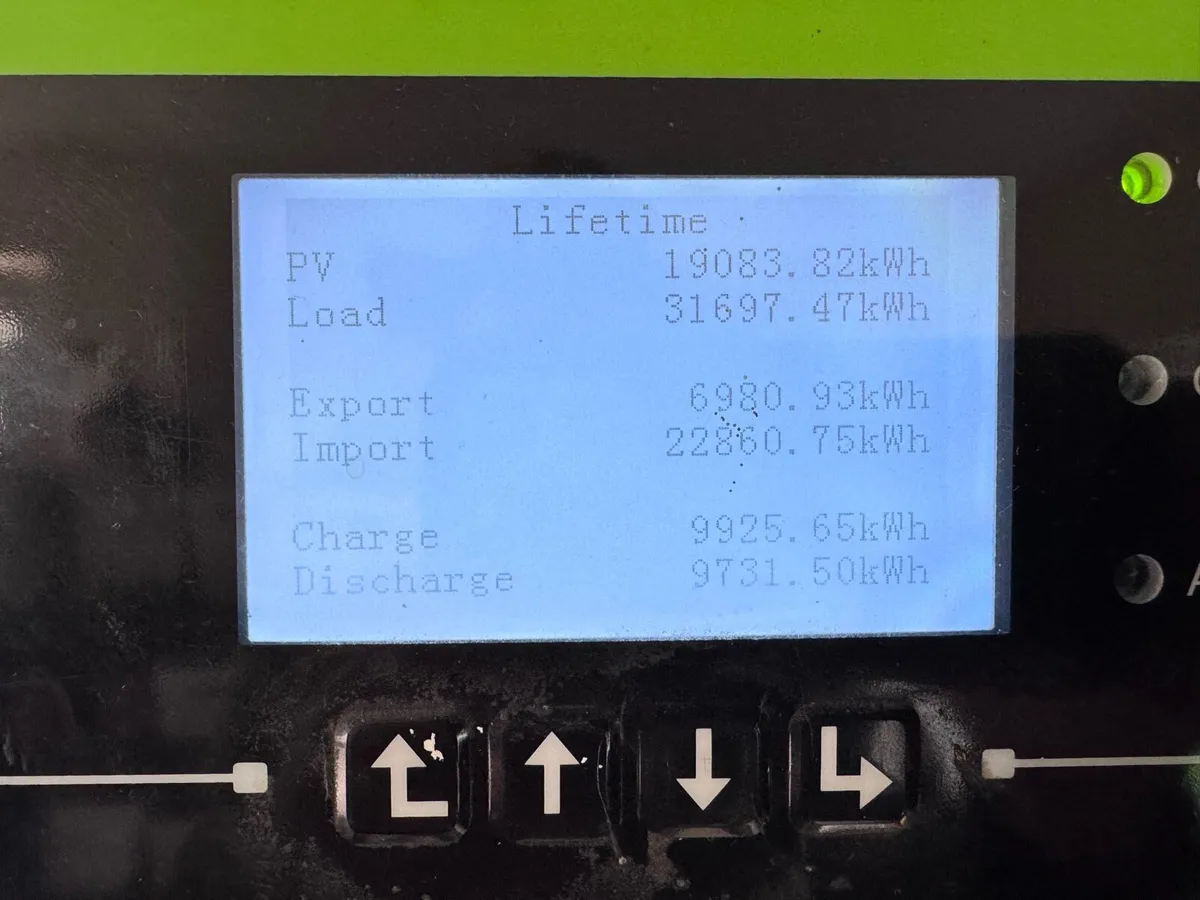 Lifetime
PV 19083.82kWh
Load 31697.47kWh
Export 6980.93kWh
Import 22860.75kWh
Charge 9925.65kWh
Discharge 9731.50kWh